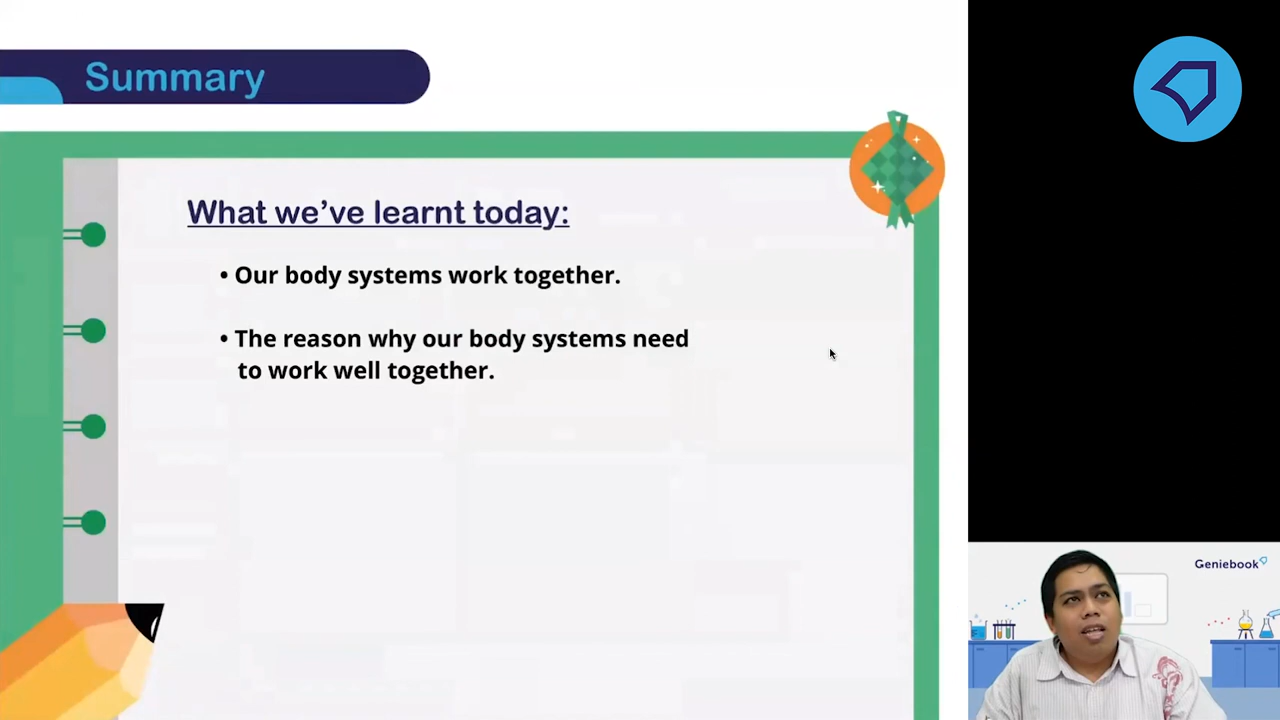 Summary
What we’ve learnt today:
• Our body systems work together.
• The reason why our body systems need
to work well together.
Geniebook